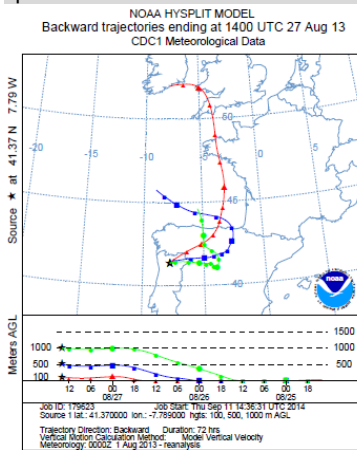 NOAA HYSPLIT MODEL
Backward trajectories ending at 1400 UTC 27 Aug 13
CDC1 Meteorological Data
Source ★ at 41.37 N 7.79 W
-20 -15 -10 -5 0 5
50
45
40
noaa
Meters AGL
1500
1000 1000
500 500
100
12 06 00 18 12 06 00 18 12 06 00 18
08/27 08/26 08/25
Job ID: 179623 Job Start: Thu Sep 11 14:36:31 UTC 2014
Source 1 lat.: 41.370000 lon.: -7.789000 hgts: 100, 500, 1000 m AGL
Trajectory Direction: Backward Duration: 72 hrs
Vertical Motion Calculation Method: Model Vertical Velocity
Meteorology: 0000Z 1 Aug 2013 - reanalysis